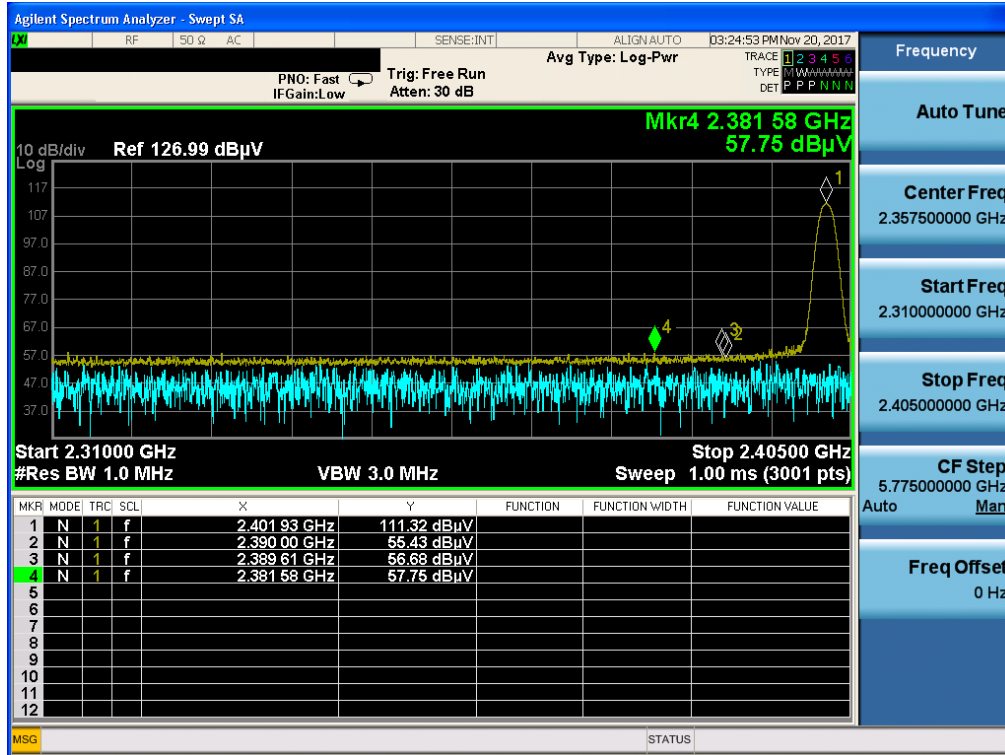 Agilent Spectrum Analyzer - Swept SA
LXI RF 50 Ω AC SENSE:INT ALIGN AUTO 03:24:53 PM Nov 20, 2017
PNO: Fast Trig: Free Run Avg Type: Log-Pwr TRACE 1 2 3 4 5 6
IFGain:Low Atten: 30 dB TYPE M W W W W W
DET P P P N N N
Mkr4 2.381 58 GHz
57.75 dBµV
10 dB/div Ref 126.99 dBµV
Log
117
107
97.0
87.0
77.0
67.0
57.0
47.0
37.0
1
4
3
2
Start 2.31000 GHz Stop 2.40500 GHz
#Res BW 1.0 MHz VBW 3.0 MHz Sweep 1.00 ms (3001 pts)
MKR MODE TRC SCL X Y FUNCTION FUNCTION WIDTH FUNCTION VALUE
1 N 1 f 2.401 93 GHz 111.32 dBµV
2 N 1 f 2.390 00 GHz 55.43 dBµV
3 N 1 f 2.389 61 GHz 56.68 dBµV
4 N 1 f 2.381 58 GHz 57.75 dBµV
5
6
7
8
9
10
11
12
MSG STATUS
Frequency
Auto Tune
Center Freq
2.357500000 GHz
Start Freq
2.310000000 GHz
Stop Freq
2.405000000 GHz
CF Step
5.775000000 GHz
Auto Man
Freq Offset
0 Hz